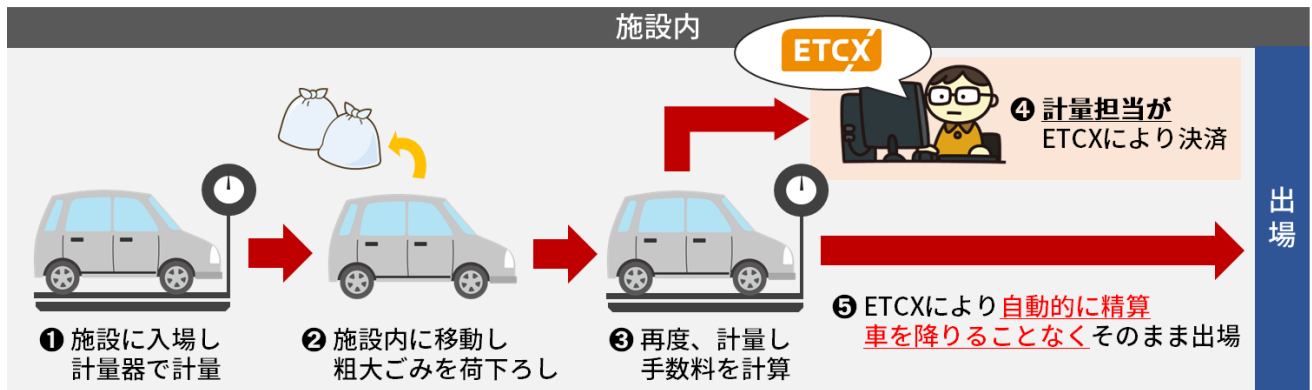 施設内
ETCX
❶ 施設に入場し
計量器で計量
❷ 施設内に移動し
粗大ごみを荷下ろし
❸ 再度、計量し
手数料を計算
❹ 計量担当が
ETCXにより決済
❺ ETCXにより自動的に精算
車を降りることなくそのまま出場
出場